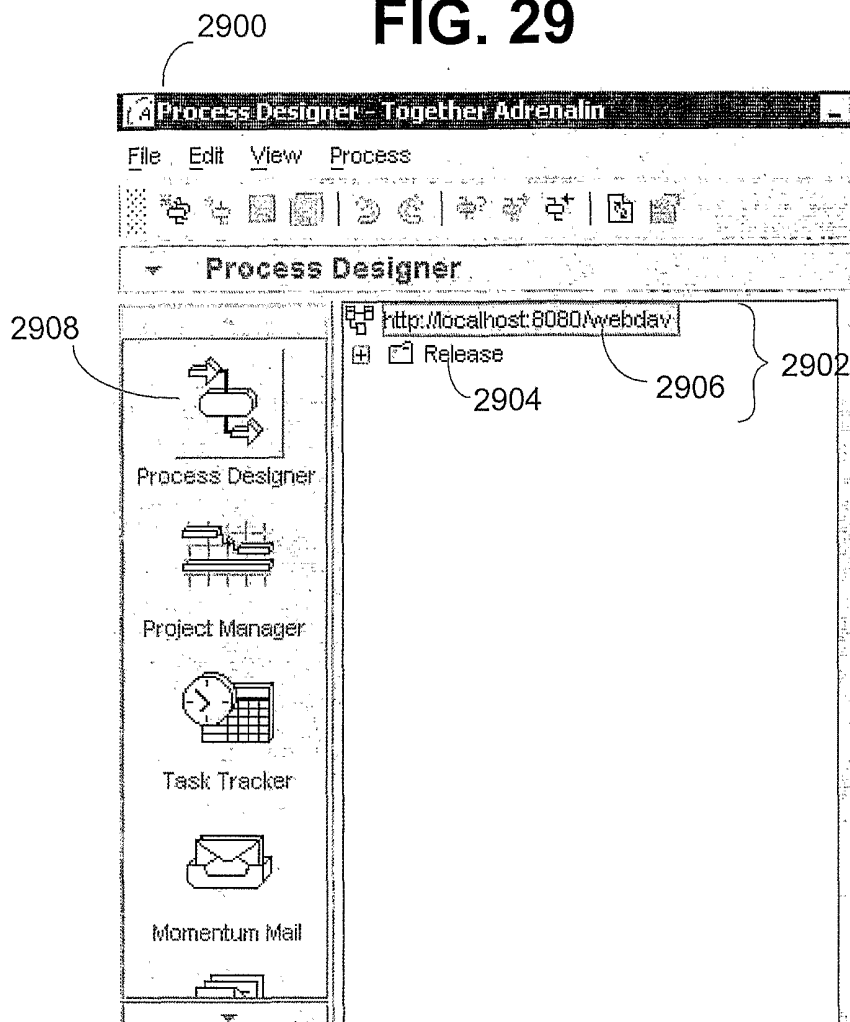 FIG. 29
2900
Process Designer - Together Adrenalin
File Edit View Process
Process Designer
http://localhost:8080/webdav
Release
2902
2904
2906
2908
Process Designer
Project Manager
Task Tracker
Momentum Mail